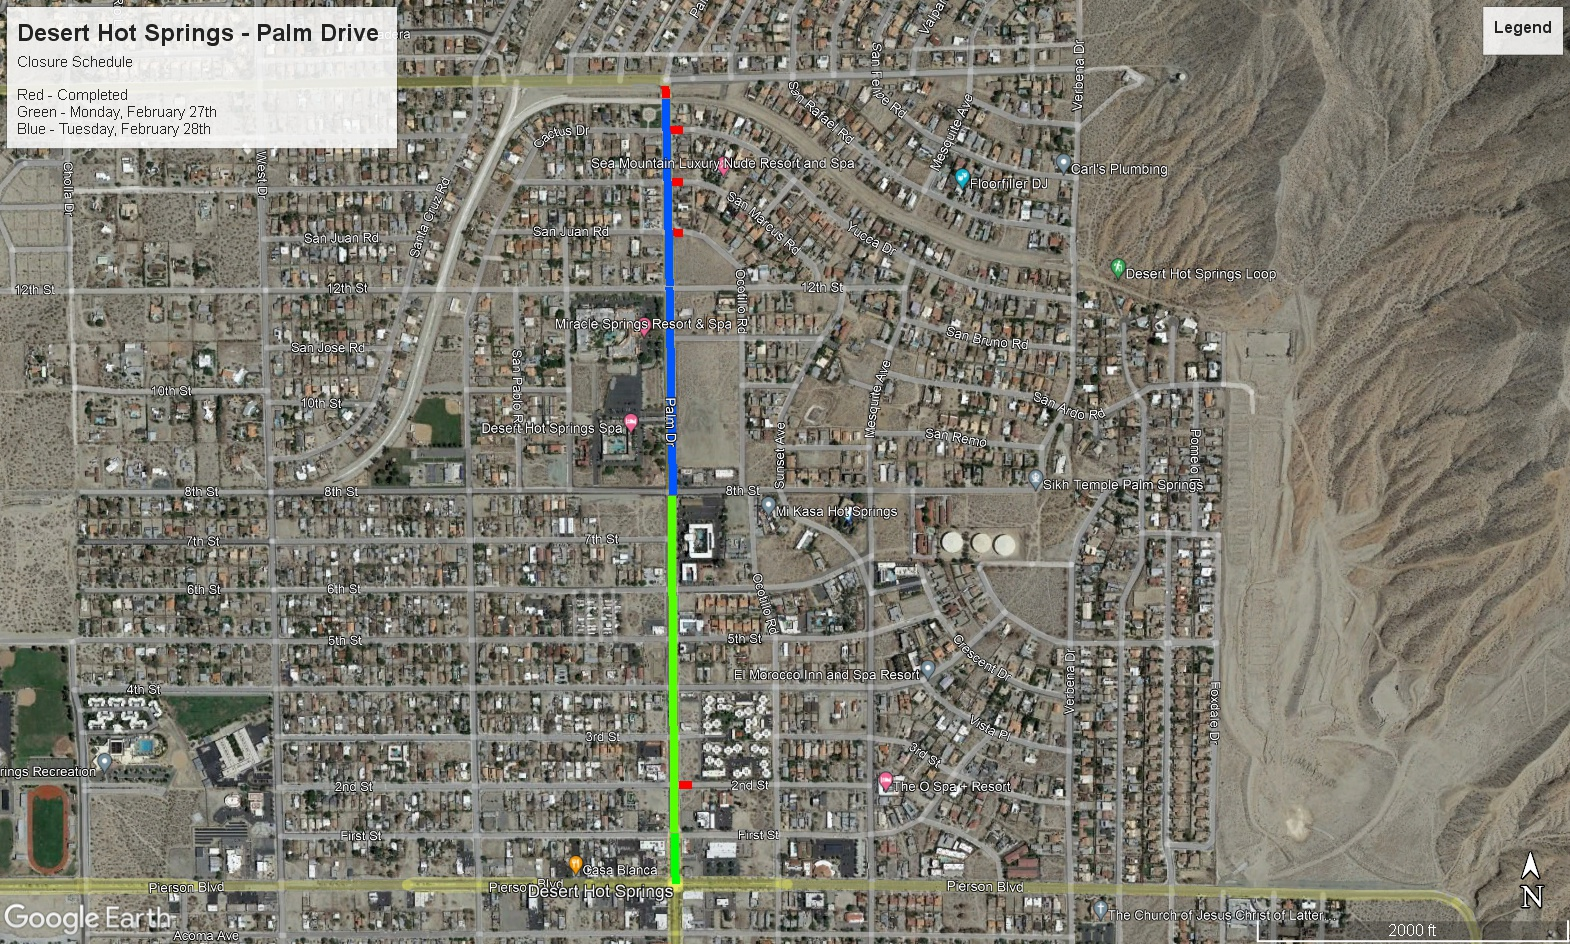 Desert Hot Springs - Palm Drive
Closure Schedule
Red - Completed
Green - Monday, February 27th
Blue - Tuesday, February 28th
Legend
Verbena Dr
San Felipe Rd
San Rafael Rd
Mesquite Ave
Cactus Dr
Sea Mountain Luxury Nude Resort and Spa
Carl's Plumbing
Floorfiller DJ
Cholla Dr
West Dr
Santa Cruz Rd
San Marcus Rd
Yucca Dr
San Juan Rd
San Juan Rd
Desert Hot Springs Loop
12th St
12th St
12th St
Ocotillo Rd
Miracle Springs Resort & Spa
San Bruno Rd
San Jose Rd
10th St
10th St
San Pablo R
Mesquite Ave
San Ardo Rd
Palm Dr
Desert Hot Springs Spa
San Remo
Sunset Ave
8th St
8th St
8th St
Sikh Temple Palm Springs
Mi Kasa Hot Springs
7th St
7th St
6th St
6th St
Ocotillo Rd
5th St
5th St
Crescent Dr
El Morocco Inn and Spa Resort
Verbena Dr
4th St
Foxdale Dr
Vista Pl
3rd St
3rd St
rings Recreation
2nd St
2nd St
The O Spa + Resort
First St
First St
Casa Blanca
Pierson Blvd
Blvd
Pierson Blvd
Desert Hot Springs
The Church of Jesus Christ of Latter...
N
Google Earth
Acoma Ave
2000 ft